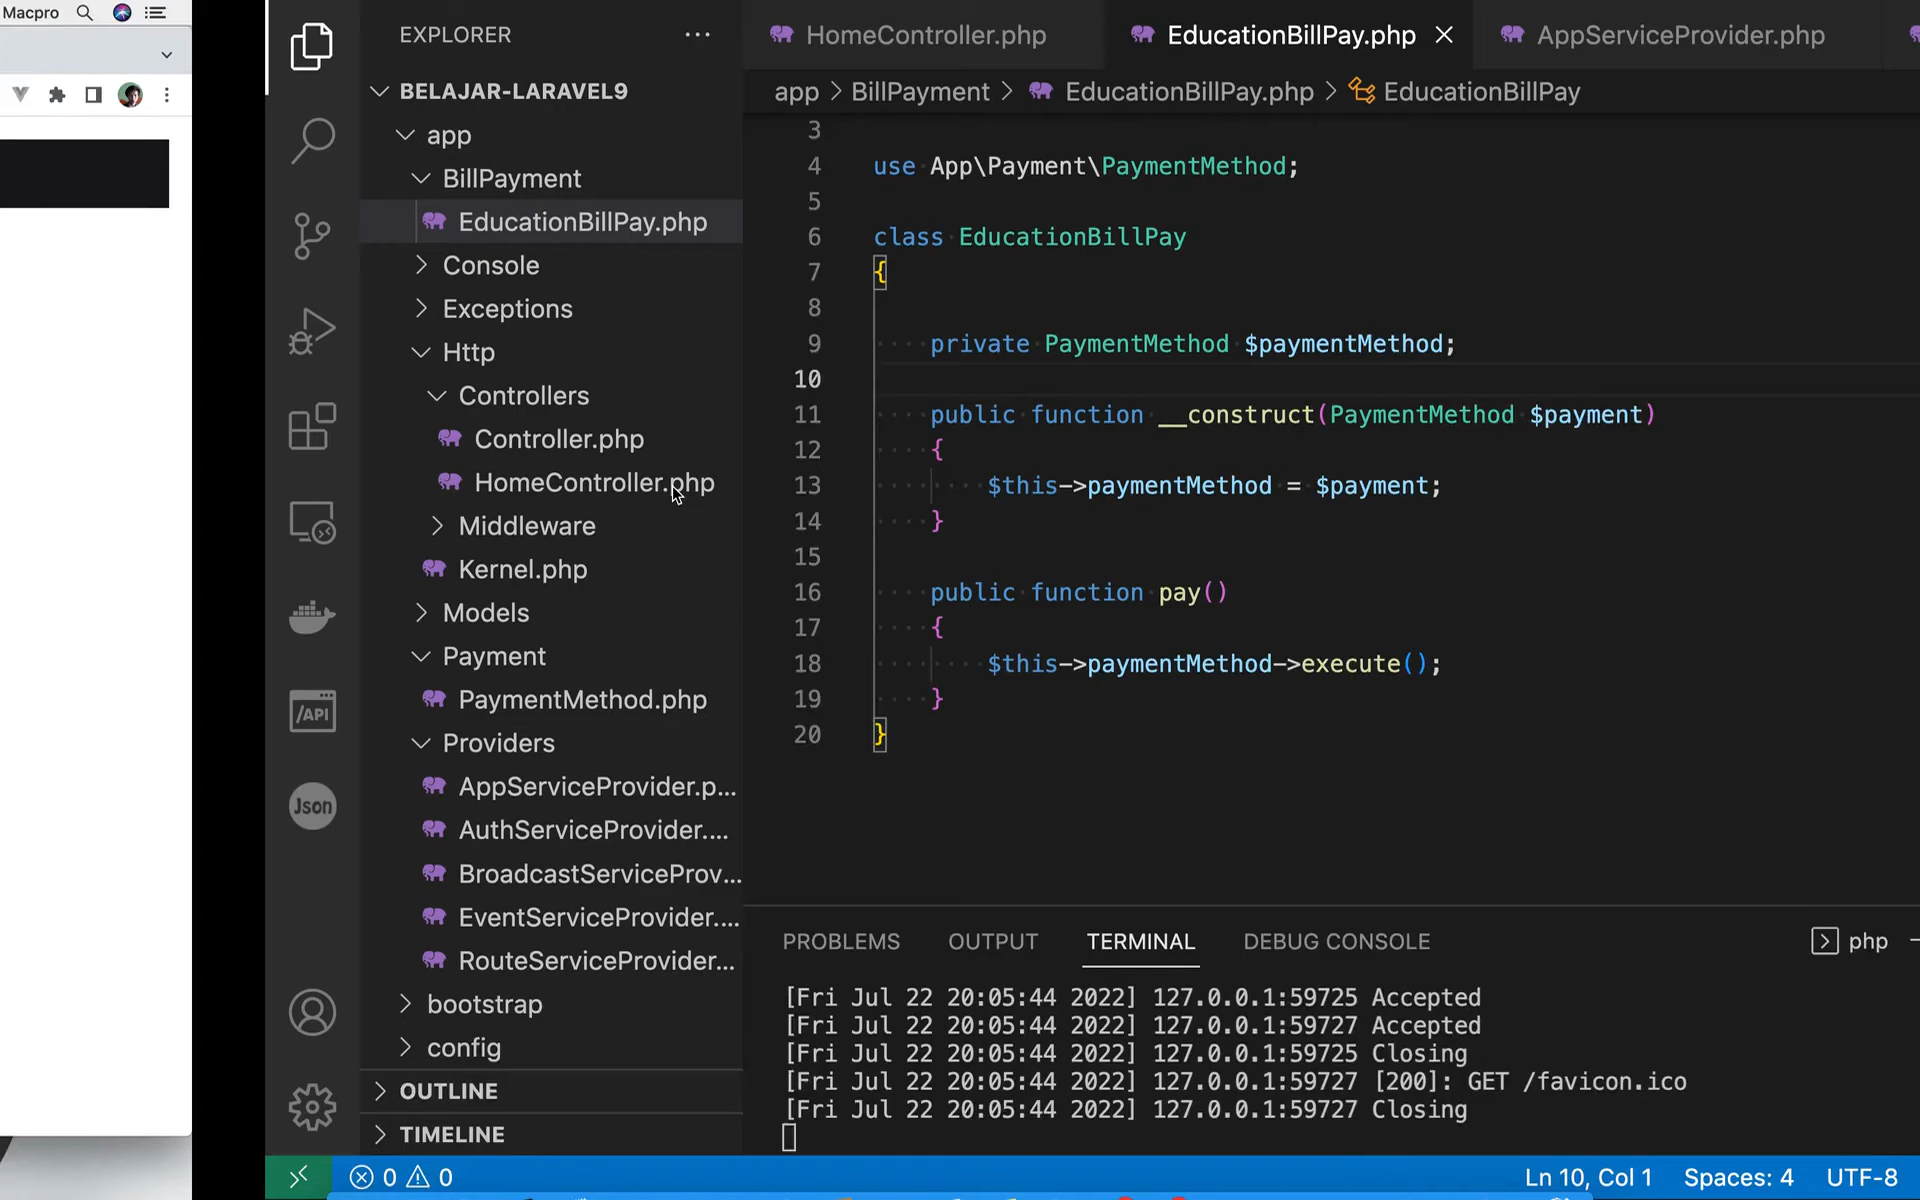 Macpro
EXPLORER
BELAJAR-LARAVEL9
app
BillPayment
EducationBillPay.php
Console
Exceptions
Http
Controllers
Controller.php
HomeController.php
Middleware
Kernel.php
Models
Payment
PaymentMethod.php
Providers
AppServiceProvider.p...
AuthServiceProvider....
BroadcastServiceProv...
EventServiceProvider....
RouteServiceProvider...
bootstrap
config
OUTLINE
TIMELINE
/API
Json
HomeController.php EducationBillPay.php AppServiceProvider.php
app > BillPayment > EducationBillPay.php > EducationBillPay
3
4 use App\Payment\PaymentMethod;
5
6 class EducationBillPay
7 {
8
9 private PaymentMethod $paymentMethod;
10
11 public function __construct(PaymentMethod $payment)
12 {
13 $this->paymentMethod = $payment;
14 }
15
16 public function pay()
17 {
18 $this->paymentMethod->execute();
19 }
20 }
PROBLEMS OUTPUT TERMINAL DEBUG CONSOLE php
[Fri Jul 22 20:05:44 2022] 127.0.0.1:59725 Accepted
[Fri Jul 22 20:05:44 2022] 127.0.0.1:59727 Accepted
[Fri Jul 22 20:05:44 2022] 127.0.0.1:59725 Closing
[Fri Jul 22 20:05:44 2022] 127.0.0.1:59727 [200]: GET /favicon.ico
[Fri Jul 22 20:05:44 2022] 127.0.0.1:59727 Closing
0 0 Ln 10, Col 1 Spaces: 4 UTF-8